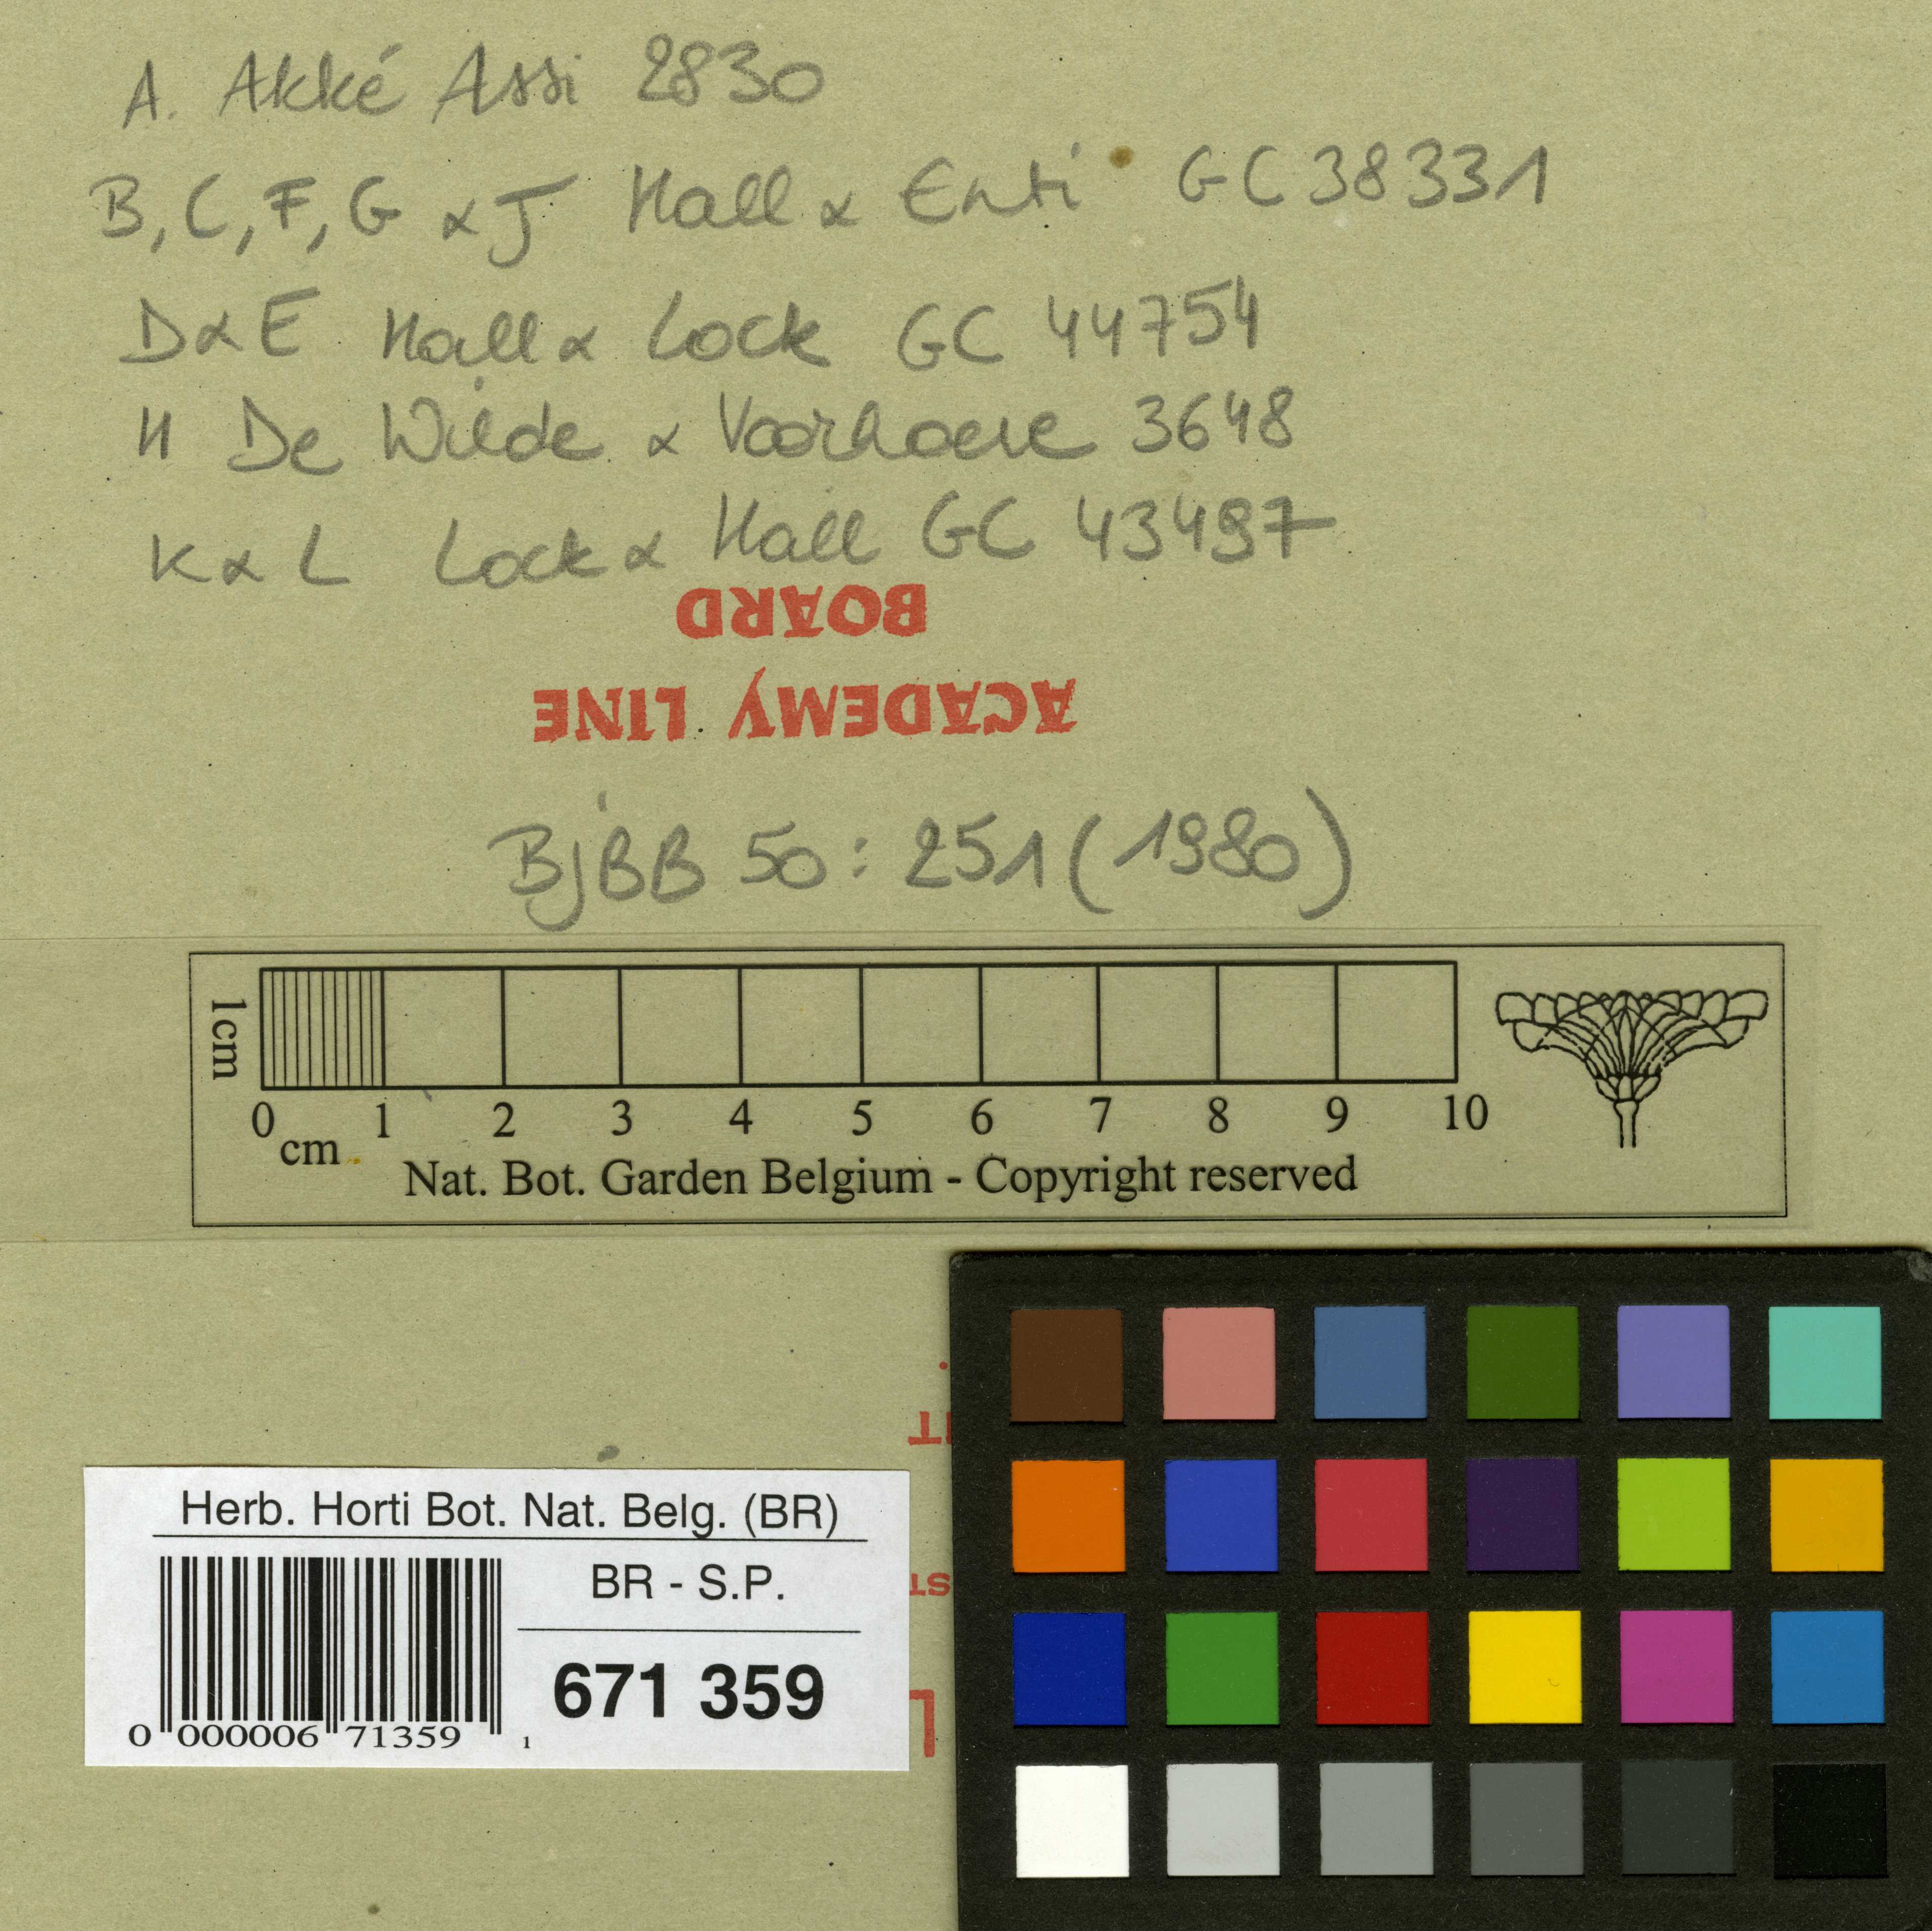 A. Akké Assi 2830
B, C, F, G & J Hall & Enti GC 38331
D & E Hall & Lock GC 44754
H De Wilde & Voorhoeve 3648
K & L Lock & Hall GC 43497
BOARD
ACADEMY LINE
BjBB 50: 251 (1980)
1cm
0 1 2 3 4 5 6 7 8 9 10
cm
Nat. Bot. Garden Belgium - Copyright reserved
Herb. Horti Bot. Nat. Belg. (BR)
BR - S.P.
671 359
0 000006 71359 1